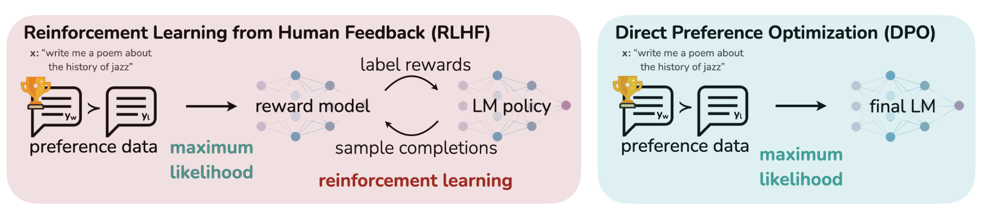 Reinforcement Learning from Human Feedback (RLHF)
x: “write me a poem about
the history of jazz”
label rewards
yw
≻
yl
reward model
LM policy
preference data
maximum
likelihood
sample completions
reinforcement learning
Direct Preference Optimization (DPO)
x: “write me a poem about
the history of jazz”
yw
≻
yl
final LM
preference data
maximum
likelihood